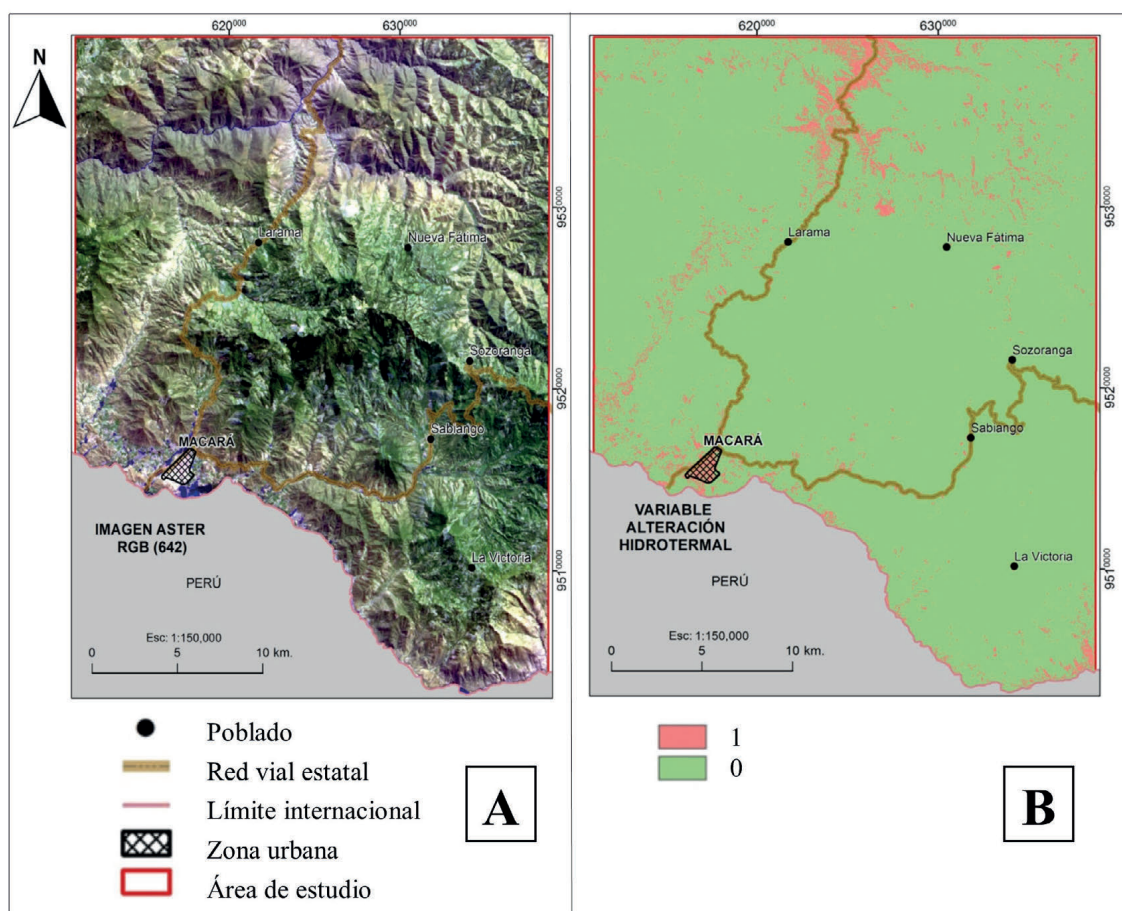 620000 630000
N
9530000
Larama
Nueva Fátima
Sozoranga
9520000
Sabiango
MACARÁ
IMAGEN ASTER
RGB (642)
PERÚ
La Victoria
9510000
Esc: 1:150,000
0 5 10 km.
Poblado
Red vial estatal
Límite internacional
Zona urbana
Área de estudio
A
620000 630000
9530000
Larama
Nueva Fátima
Sozoranga
9520000
Sabiango
MACARÁ
VARIABLE
ALTERACIÓN
HIDROTERMAL
PERÚ
La Victoria
9510000
Esc: 1:150,000
0 5 10 km.
1
0
B